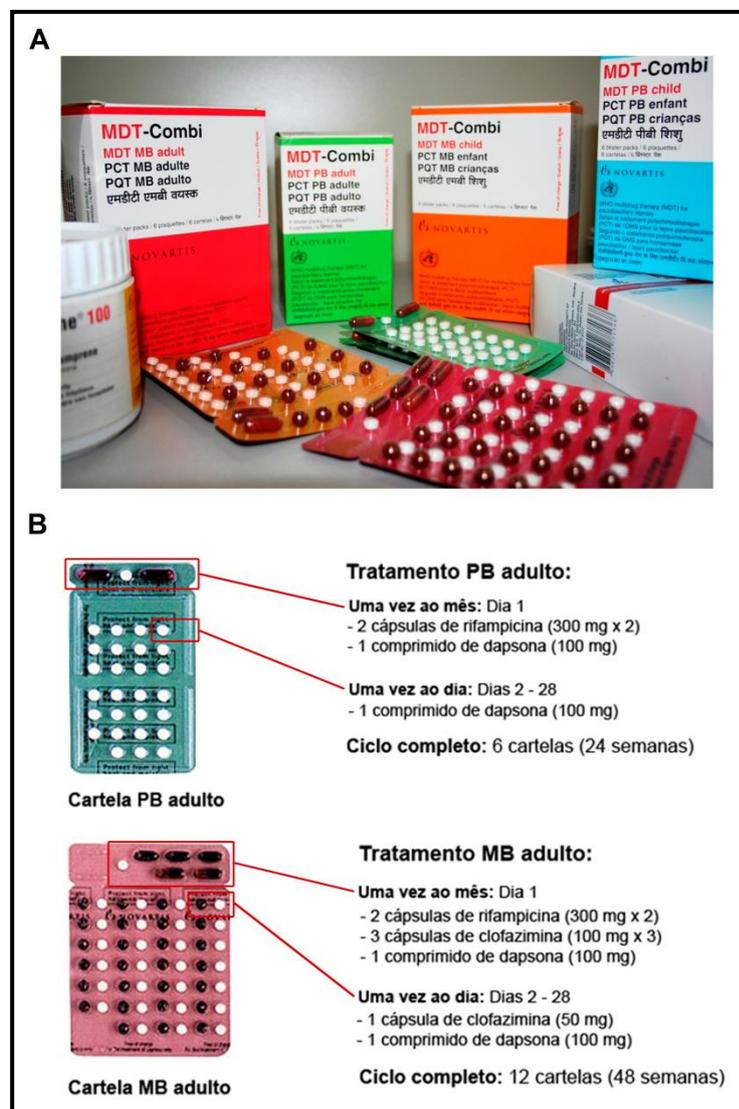 A
MDT-Combi
MDT MB adult
PCT MB adulte
PQT MB adulto
एमडीटी एमबी वयस्क
NOVARTIS
MDT-Combi
MDT PB adult
PCT PB adulte
PQT PB adulto
एमडीटी पीबी वयस्क
NOVARTIS
MDT-Combi
MDT MB child
PCT MB enfant
PQT MB crianças
एमडीटी एमबी शिशु
NOVARTIS
MDT-Combi
MDT PB child
PCT PB enfant
PQT PB crianças
एमडीटी पीबी शिशु
NOVARTIS
100
B
Tratamento PB adulto:
Uma vez ao mês: Dia 1
- 2 cápsulas de rifampicina (300 mg x 2)
- 1 comprimido de dapsona (100 mg)
Uma vez ao dia: Dias 2 - 28
- 1 comprimido de dapsona (100 mg)
Ciclo completo: 6 cartelas (24 semanas)
Protect from light
Cartela PB adulto
Tratamento MB adulto:
Uma vez ao mês: Dia 1
- 2 cápsulas de rifampicina (300 mg x 2)
- 3 cápsulas de clofazimina (100 mg x 3)
- 1 comprimido de dapsona (100 mg)
Uma vez ao dia: Dias 2 - 28
- 1 cápsula de clofazimina (50 mg)
- 1 comprimido de dapsona (100 mg)
Ciclo completo: 12 cartelas (48 semanas)
NOVARTIS
Cartela MB adulto